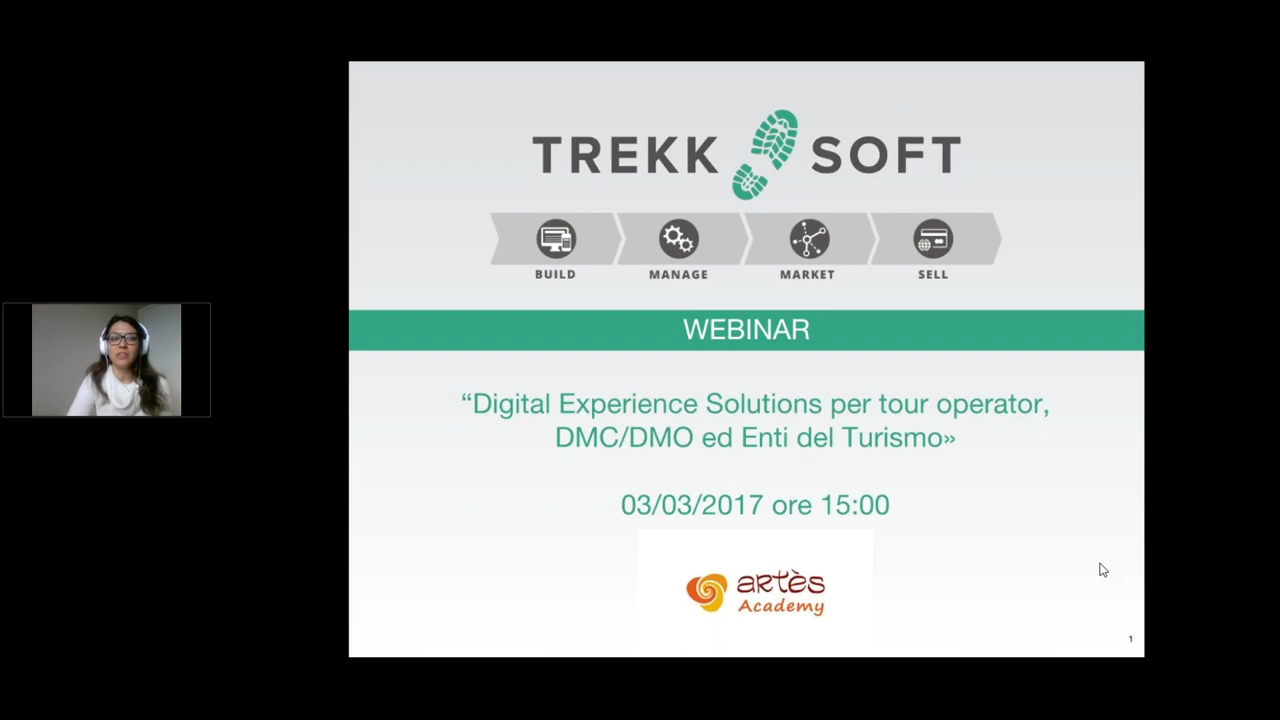 TREKK SOFT
BUILD MANAGE MARKET SELL
WEBINAR
“Digital Experience Solutions per tour operator,
DMC/DMO ed Enti del Turismo»
03/03/2017 ore 15:00
artès
Academy
1